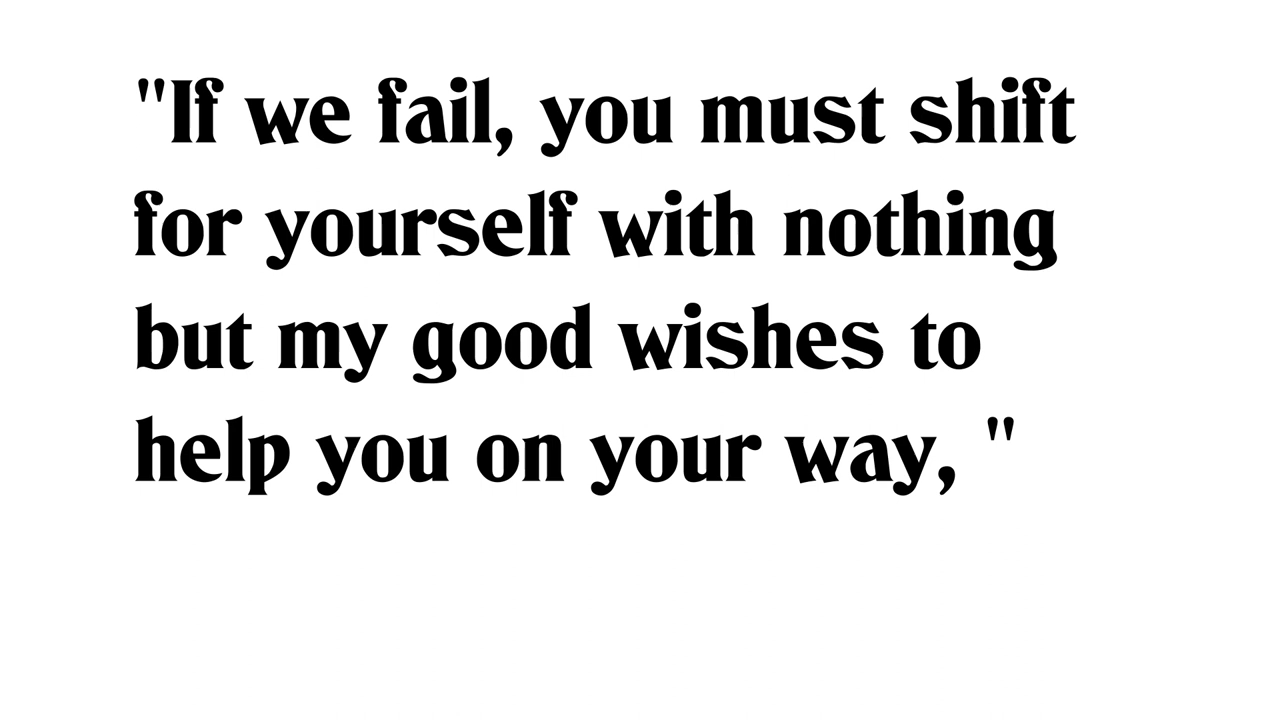 "If we fail, you must shift
for yourself with nothing
but my good wishes to
help you on your way, "